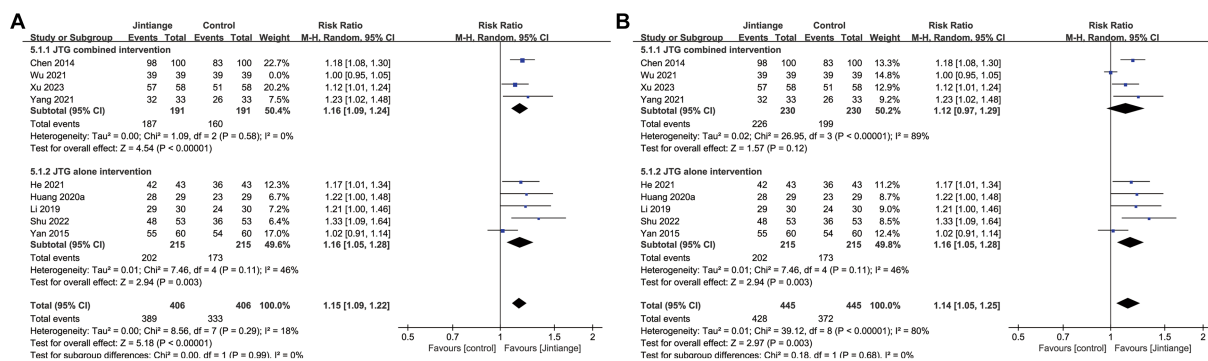 A
Jintiange Control Risk Ratio Risk Ratio
Study or Subgroup Events Total Events Total Weight M-H, Random, 95% CI M-H, Random, 95% CI
5.1.1 JTG combined intervention
Chen 2014 98 100 83 100 22.7% 1.18 [1.08, 1.30]
Wu 2021 39 39 39 39 0.0% 1.00 [0.95, 1.05]
Xu 2023 57 58 51 58 20.2% 1.12 [1.01, 1.24]
Yang 2021 32 33 26 33 7.5% 1.23 [1.02, 1.48]
Subtotal (95% CI) 191 191 50.4% 1.16 [1.09, 1.24]
Total events 187 160
Heterogeneity: Tau² = 0.00; Chi² = 1.09, df = 2 (P = 0.58); I² = 0%
Test for overall effect: Z = 4.54 (P < 0.00001)
5.1.2 JTG alone intervention
He 2021 42 43 36 43 12.3% 1.17 [1.01, 1.34]
Huang 2020a 28 29 23 29 6.7% 1.22 [1.00, 1.48]
Li 2019 29 30 24 30 7.2% 1.21 [1.00, 1.46]
Shu 2022 48 53 36 53 6.4% 1.33 [1.09, 1.64]
Yan 2015 55 60 54 60 17.0% 1.02 [0.91, 1.14]
Subtotal (95% CI) 215 215 49.6% 1.16 [1.05, 1.28]
Total events 202 173
Heterogeneity: Tau² = 0.01; Chi² = 7.46, df = 4 (P = 0.11); I² = 46%
Test for overall effect: Z = 2.94 (P = 0.003)
Total (95% CI) 406 406 100.0% 1.15 [1.09, 1.22]
Total events 389 333
Heterogeneity: Tau² = 0.00; Chi² = 8.56, df = 7 (P = 0.29); I² = 18%
Test for overall effect: Z = 5.18 (P < 0.00001)
Test for subgroup differences: Chi² = 0.00, df = 1 (P = 0.99), I² = 0%
0.5 0.7 1 1.5 2
Favours [control] Favours [Jintiange]
B
Jintiange Control Risk Ratio Risk Ratio
Study or Subgroup Events Total Events Total Weight M-H, Random, 95% CI M-H, Random, 95% CI
5.1.1 JTG combined intervention
Chen 2014 98 100 83 100 13.3% 1.18 [1.08, 1.30]
Wu 2021 39 39 39 39 14.8% 1.00 [0.95, 1.05]
Xu 2023 57 58 51 58 12.9% 1.12 [1.01, 1.24]
Yang 2021 32 33 26 33 9.2% 1.23 [1.02, 1.48]
Subtotal (95% CI) 230 230 50.2% 1.12 [0.97, 1.29]
Total events 226 199
Heterogeneity: Tau² = 0.02; Chi² = 26.95, df = 3 (P < 0.00001); I² = 89%
Test for overall effect: Z = 1.57 (P = 0.12)
5.1.2 JTG alone intervention
He 2021 42 43 36 43 11.2% 1.17 [1.01, 1.34]
Huang 2020a 28 29 23 29 8.7% 1.22 [1.00, 1.48]
Li 2019 29 30 24 30 9.0% 1.21 [1.00, 1.46]
Shu 2022 48 53 36 53 8.5% 1.33 [1.09, 1.64]
Yan 2015 55 60 54 60 12.4% 1.02 [0.91, 1.14]
Subtotal (95% CI) 215 215 49.8% 1.16 [1.05, 1.28]
Total events 202 173
Heterogeneity: Tau² = 0.01; Chi² = 7.46, df = 4 (P = 0.11); I² = 46%
Test for overall effect: Z = 2.94 (P = 0.003)
Total (95% CI) 445 445 100.0% 1.14 [1.05, 1.25]
Total events 428 372
Heterogeneity: Tau² = 0.01; Chi² = 39.12, df = 8 (P < 0.00001); I² = 80%
Test for overall effect: Z = 2.97 (P = 0.003)
Test for subgroup differences: Chi² = 0.18, df = 1 (P = 0.68), I² = 0%
0.5 0.7 1 1.5 2
Favours [control] Favours [Jintiange]